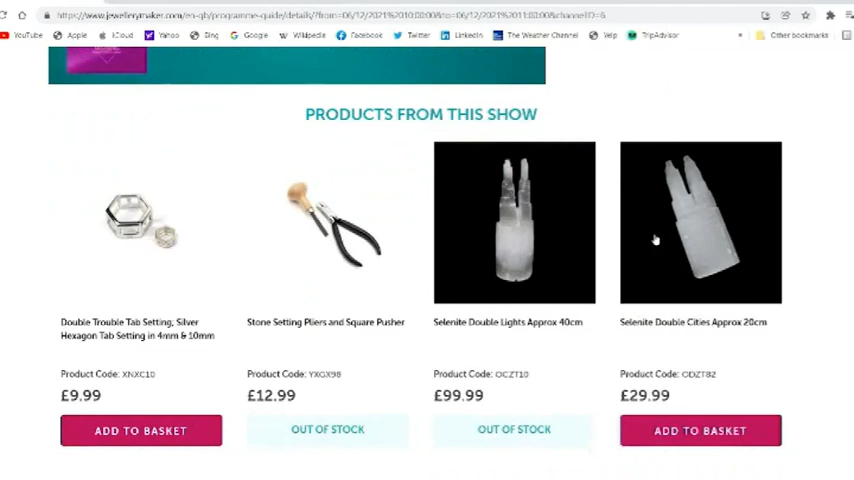 https://www.jewellerymaker.com/en-qb/programme-guide/details/?from=06/12/2021%2010:00:00&to=06/12/2021%2011:00:00&channelID=6
YouTube Apple iCloud Yahoo Bing Google Wikipedia Facebook Twitter LinkedIn The Weather Channel Yelp TripAdvisor » Other bookmarks
PRODUCTS FROM THIS SHOW
Double Trouble Tab Setting, Silver
Hexagon Tab Setting in 4mm & 10mm
Product Code: XNXC10
£9.99
ADD TO BASKET
Stone Setting Pliers and Square Pusher
Product Code: YXGX98
£12.99
OUT OF STOCK
Selenite Double Lights Approx 40cm
Product Code: OCZT10
£99.99
OUT OF STOCK
Selenite Double Cities Approx 20cm
Product Code: ODZT82
£29.99
ADD TO BASKET